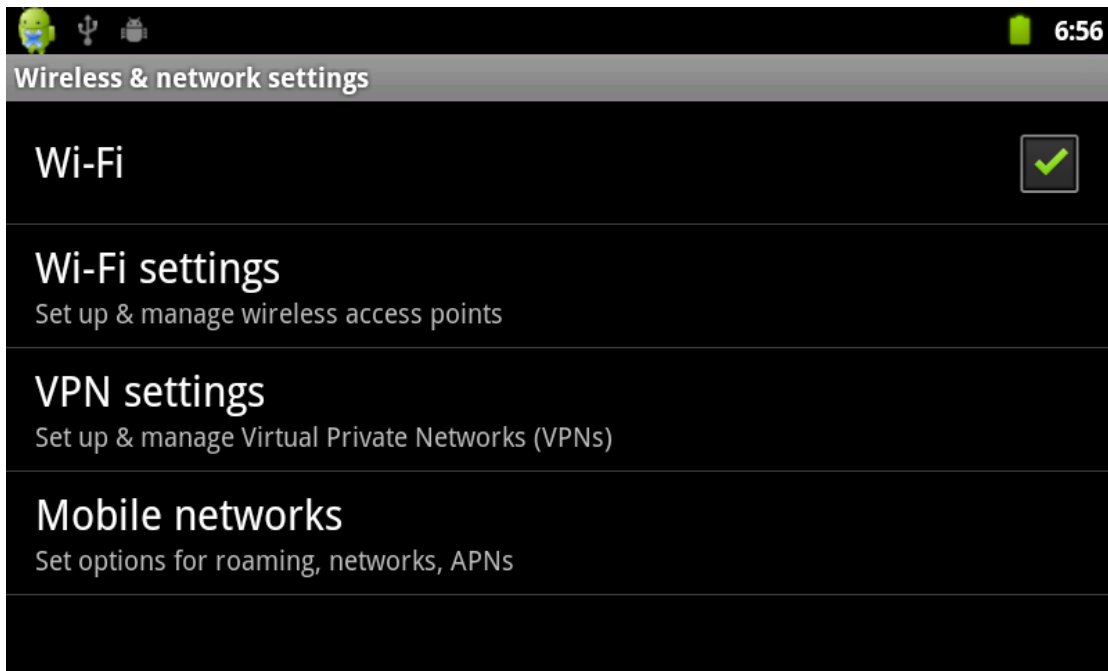 6:56
Wireless & network settings
Wi-Fi
Wi-Fi settings
Set up & manage wireless access points
VPN settings
Set up & manage Virtual Private Networks (VPNs)
Mobile networks
Set options for roaming, networks, APNs